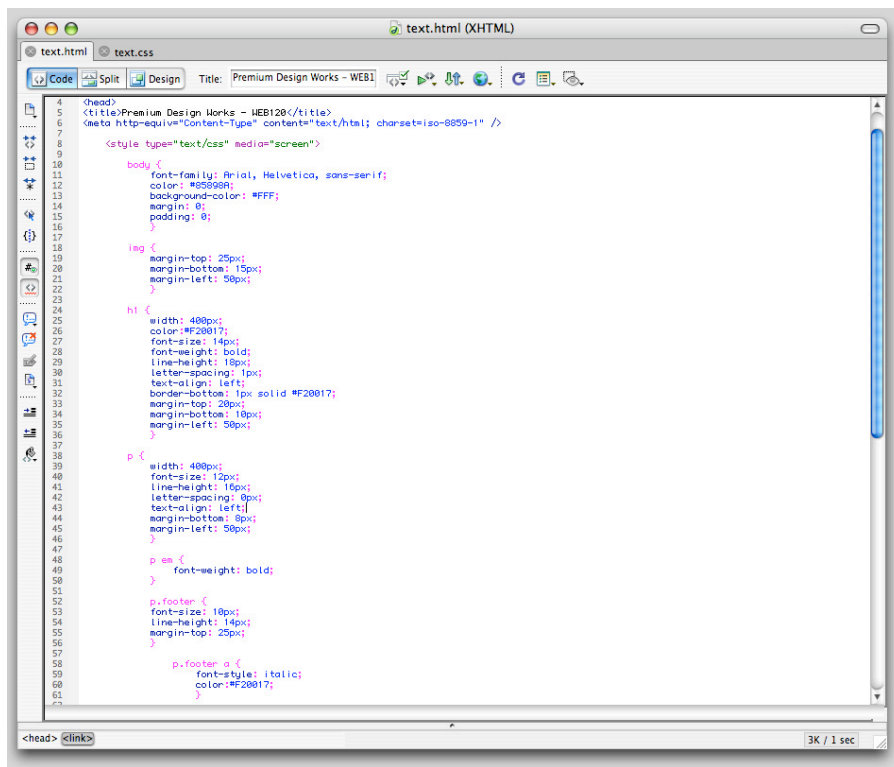 text.html (XHTML)
text.html
text.css
Code
Split
Design
Title:
Premium Design Works - WEB1
4 <head>
5 <title>Premium Design Works - WEB120</title>
6 <meta http-equiv="Content-Type" content="text/html; charset=iso-8859-1" />
7
8 <style type="text/css" media="screen">
9
10 body {
11 font-family: Arial, Helvetica, sans-serif;
12 color: #85898A;
13 background-color: #FFF;
14 margin: 0;
15 padding: 0;
16 }
17
18 img {
19 margin-top: 25px;
20 margin-bottom: 15px;
21 margin-left: 50px;
22 }
23
24 h1 {
25 width: 400px;
26 color:#F20017;
27 font-size: 14px;
28 font-weight: bold;
29 line-height: 18px;
30 letter-spacing: 1px;
31 text-align: left;
32 border-bottom: 1px solid #F20017;
33 margin-top: 20px;
34 margin-bottom: 10px;
35 margin-left: 50px;
36 }
37
38 p {
39 width: 400px;
40 font-size: 12px;
41 line-height: 16px;
42 letter-spacing: 0px;
43 text-align: left;
44 margin-bottom: 8px;
45 margin-left: 50px;
46 }
47
48 p em {
49 font-weight: bold;
50 }
51
52 p.footer {
53 font-size: 10px;
54 line-height: 14px;
55 margin-top: 25px;
56 }
57
58 p.footer a {
59 font-style: italic;
60 color:#F20017;
61 }
<head> <link>
3K / 1 sec